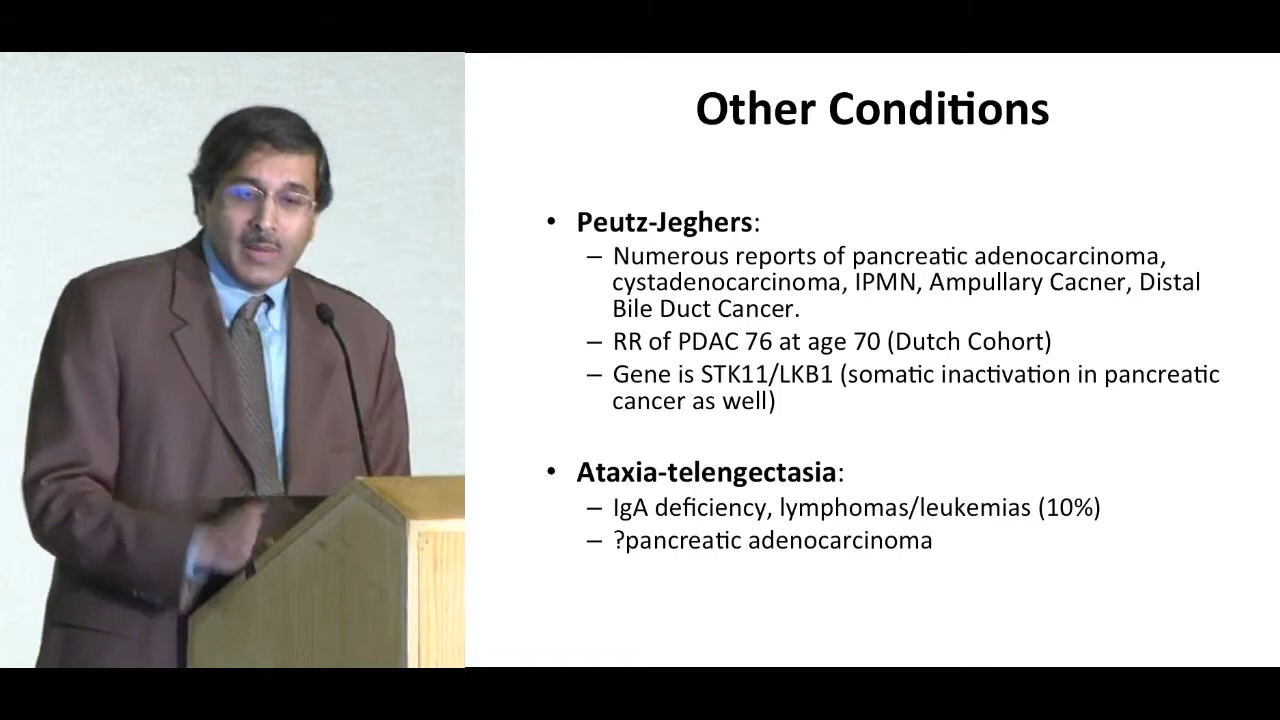 Other Conditions
• Peutz-Jeghers:
– Numerous reports of pancreatic adenocarcinoma,
cystadenocarcinoma, IPMN, Ampullary Cacner, Distal
Bile Duct Cancer.
– RR of PDAC 76 at age 70 (Dutch Cohort)
– Gene is STK11/LKB1 (somatic inactivation in pancreatic
cancer as well)
• Ataxia-telengectasia:
– IgA deficiency, lymphomas/leukemias (10%)
– ?pancreatic adenocarcinoma